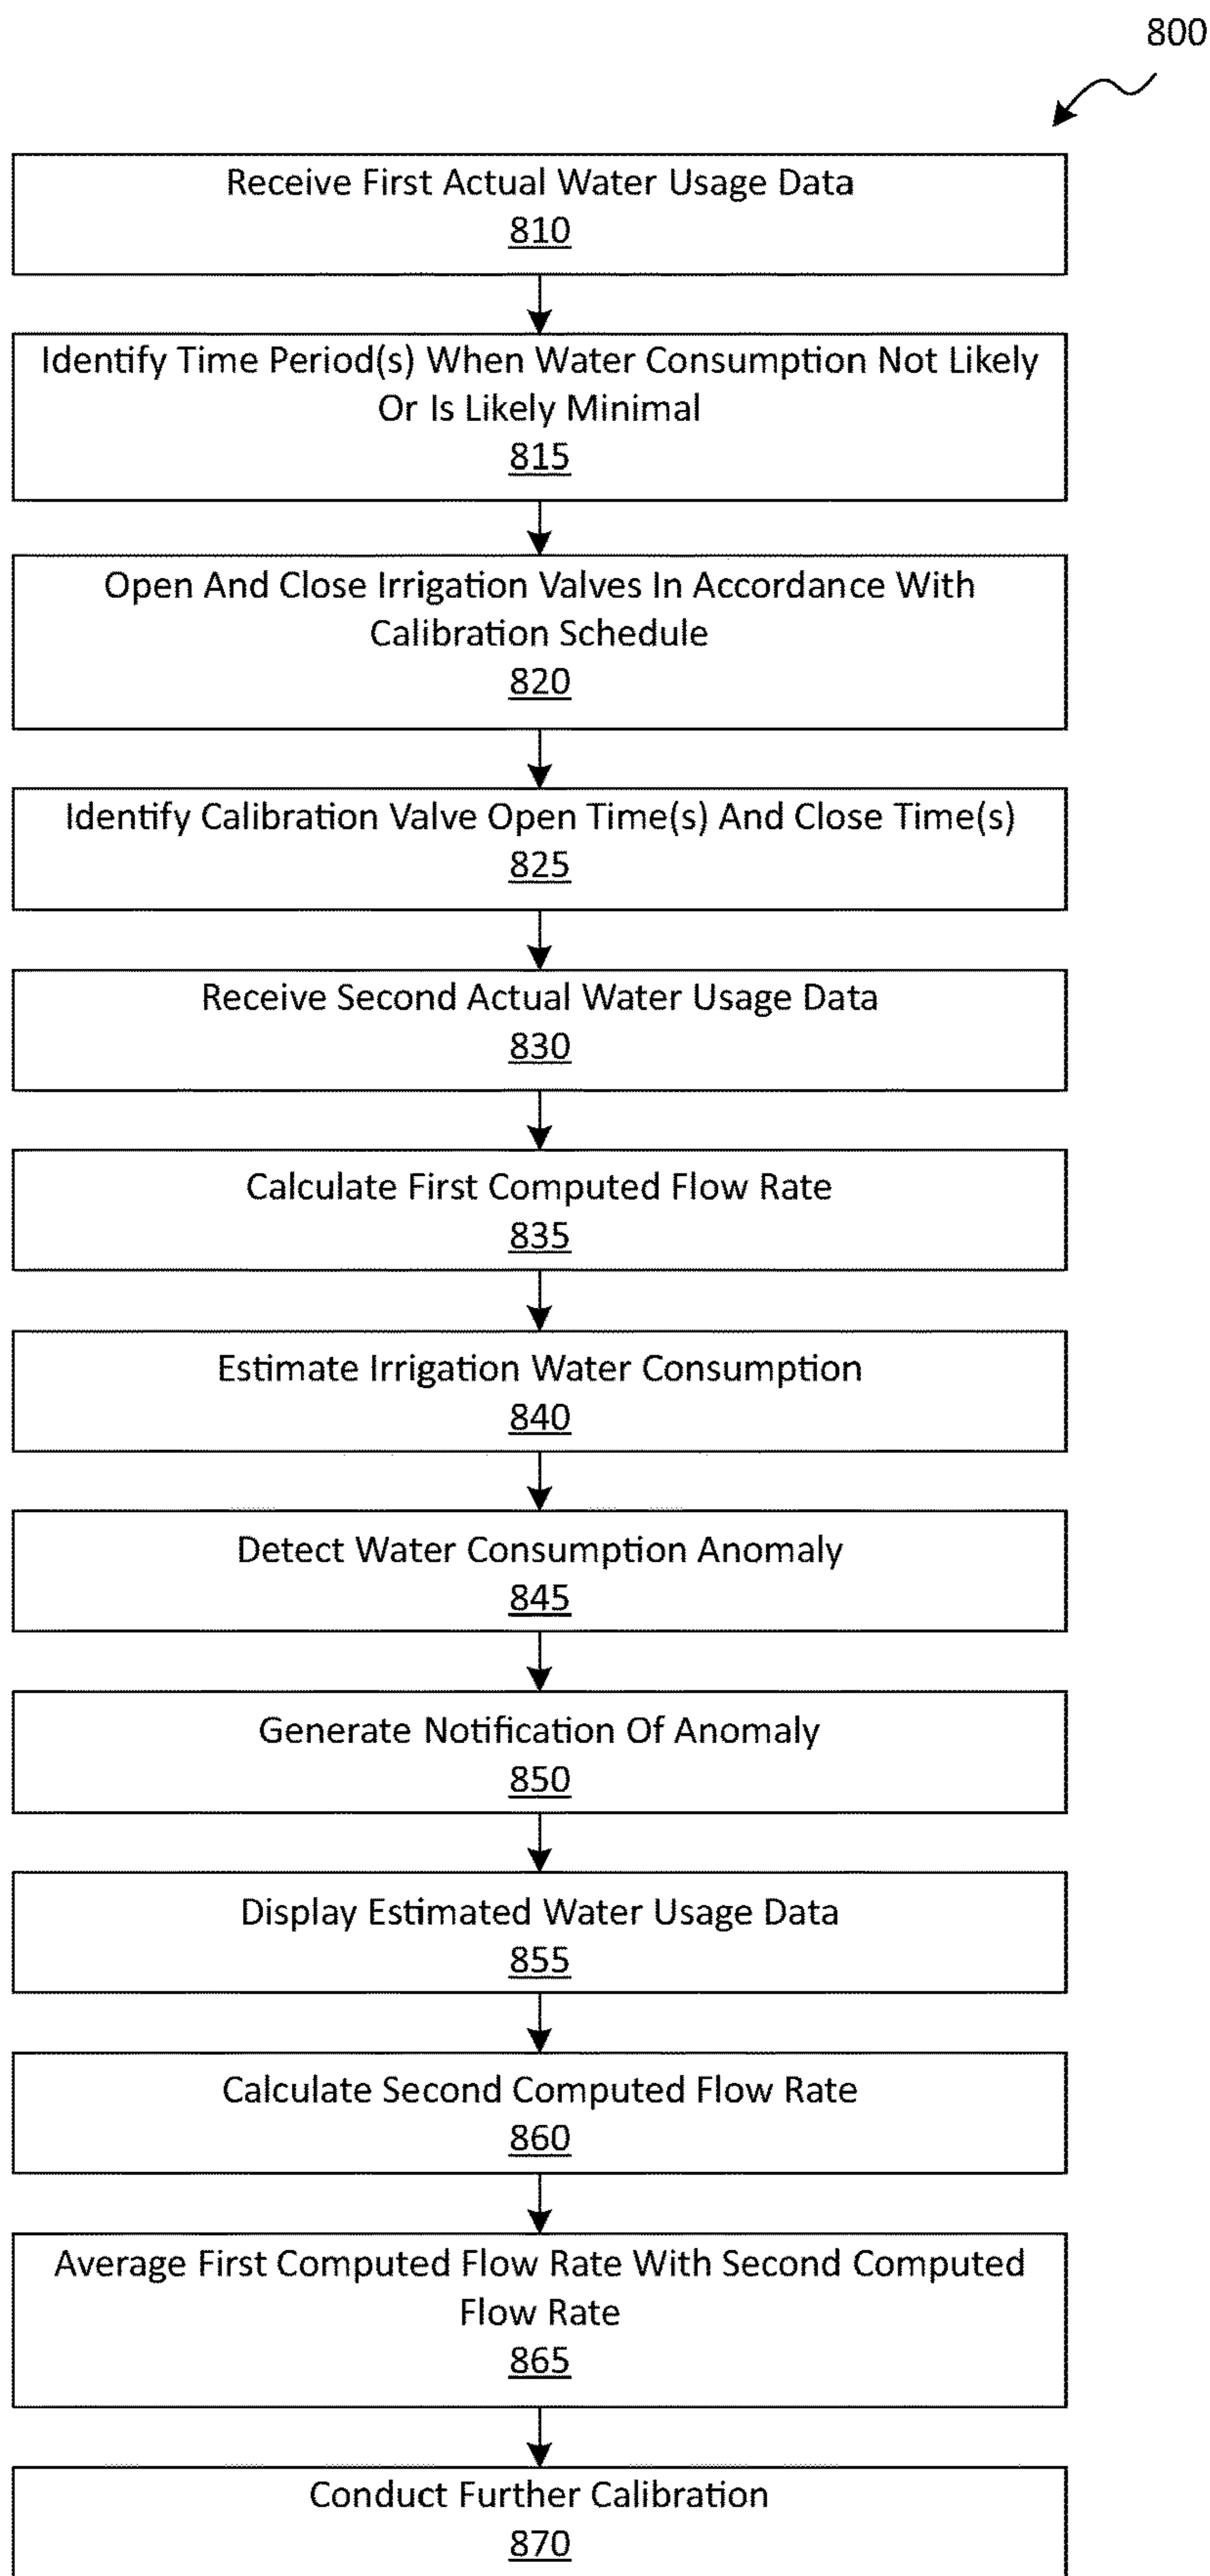 800
Receive First Actual Water Usage Data
810
Identify Time Period(s) When Water Consumption Not Likely
Or Is Likely Minimal
815
Open And Close Irrigation Valves In Accordance With
Calibration Schedule
820
Identify Calibration Valve Open Time(s) And Close Time(s)
825
Receive Second Actual Water Usage Data
830
Calculate First Computed Flow Rate
835
Estimate Irrigation Water Consumption
840
Detect Water Consumption Anomaly
845
Generate Notification Of Anomaly
850
Display Estimated Water Usage Data
855
Calculate Second Computed Flow Rate
860
Average First Computed Flow Rate With Second Computed
Flow Rate
865
Conduct Further Calibration
870